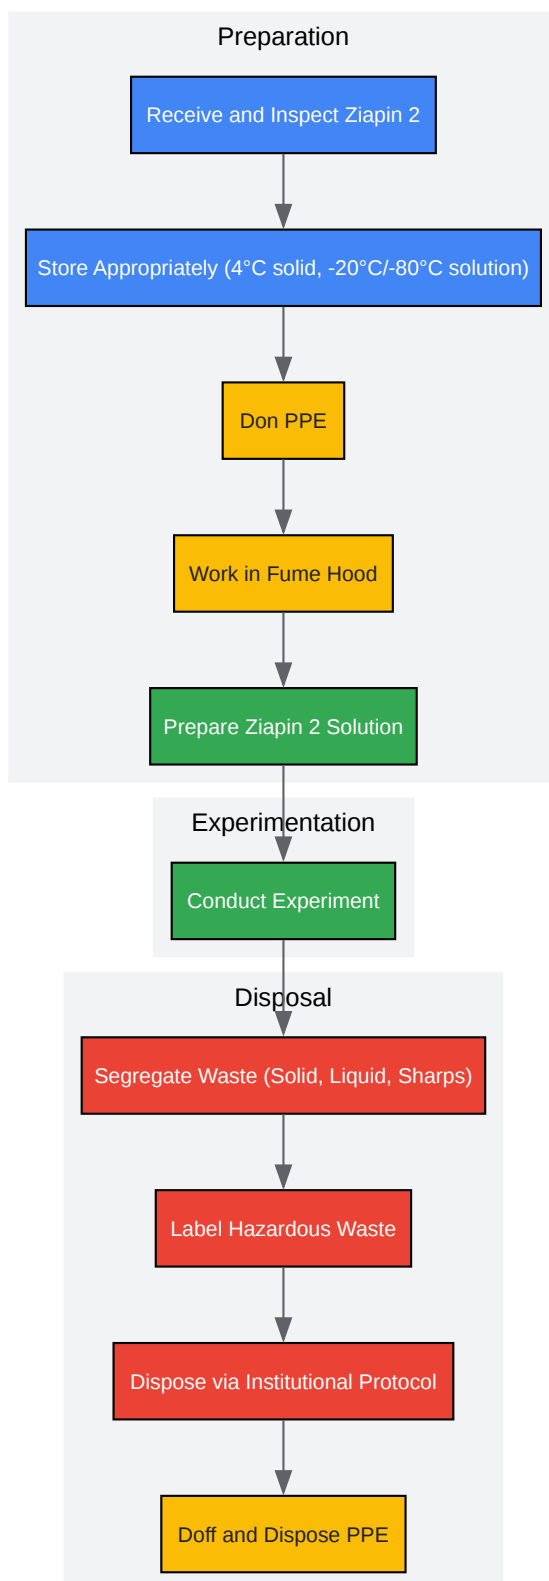 Preparation
Receive and Inspect Ziapin 2
Store Appropriately (4°C solid, -20°C/-80°C solution)
Don PPE
Work in Fume Hood
Prepare Ziapin 2 Solution
Experimentation
Conduct Experiment
Disposal
Segregate Waste (Solid, Liquid, Sharps)
Label Hazardous Waste
Dispose via Institutional Protocol
Doff and Dispose PPE